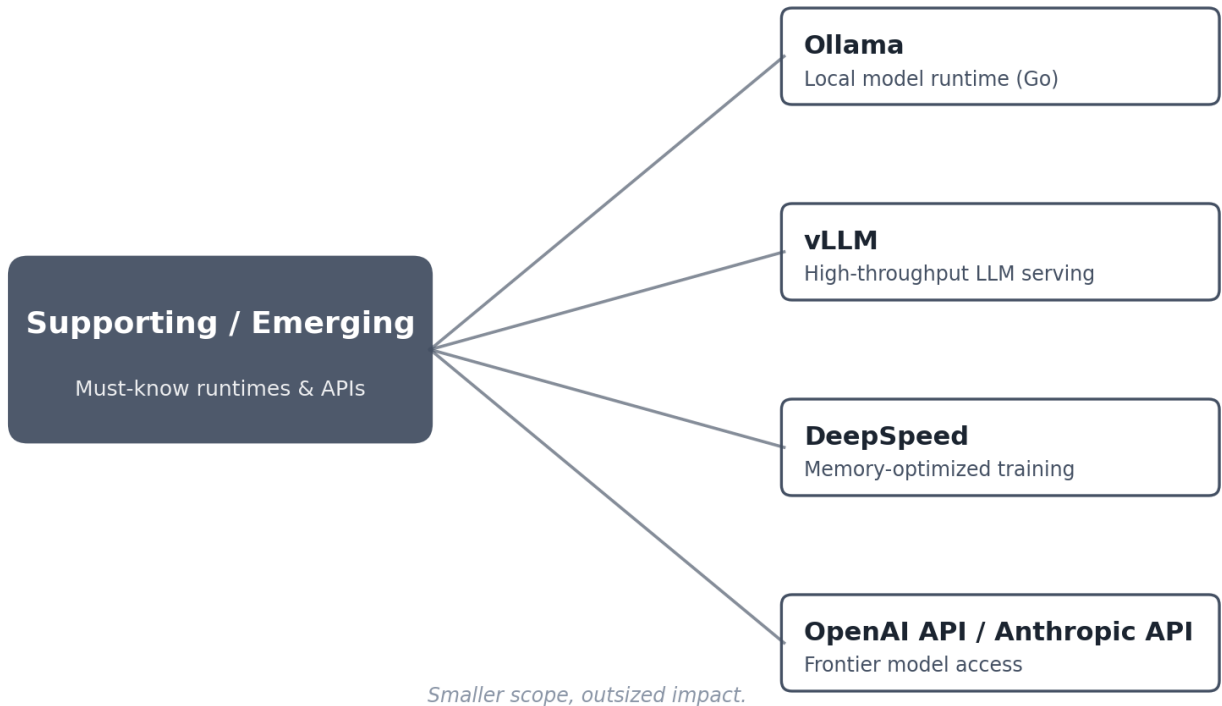 Supporting / Emerging
Must-know runtimes & APIs
Ollama
Local model runtime (Go)
vLLM
High-throughput LLM serving
DeepSpeed
Memory-optimized training
OpenAI API / Anthropic API
Frontier model access
Smaller scope, outsized impact.